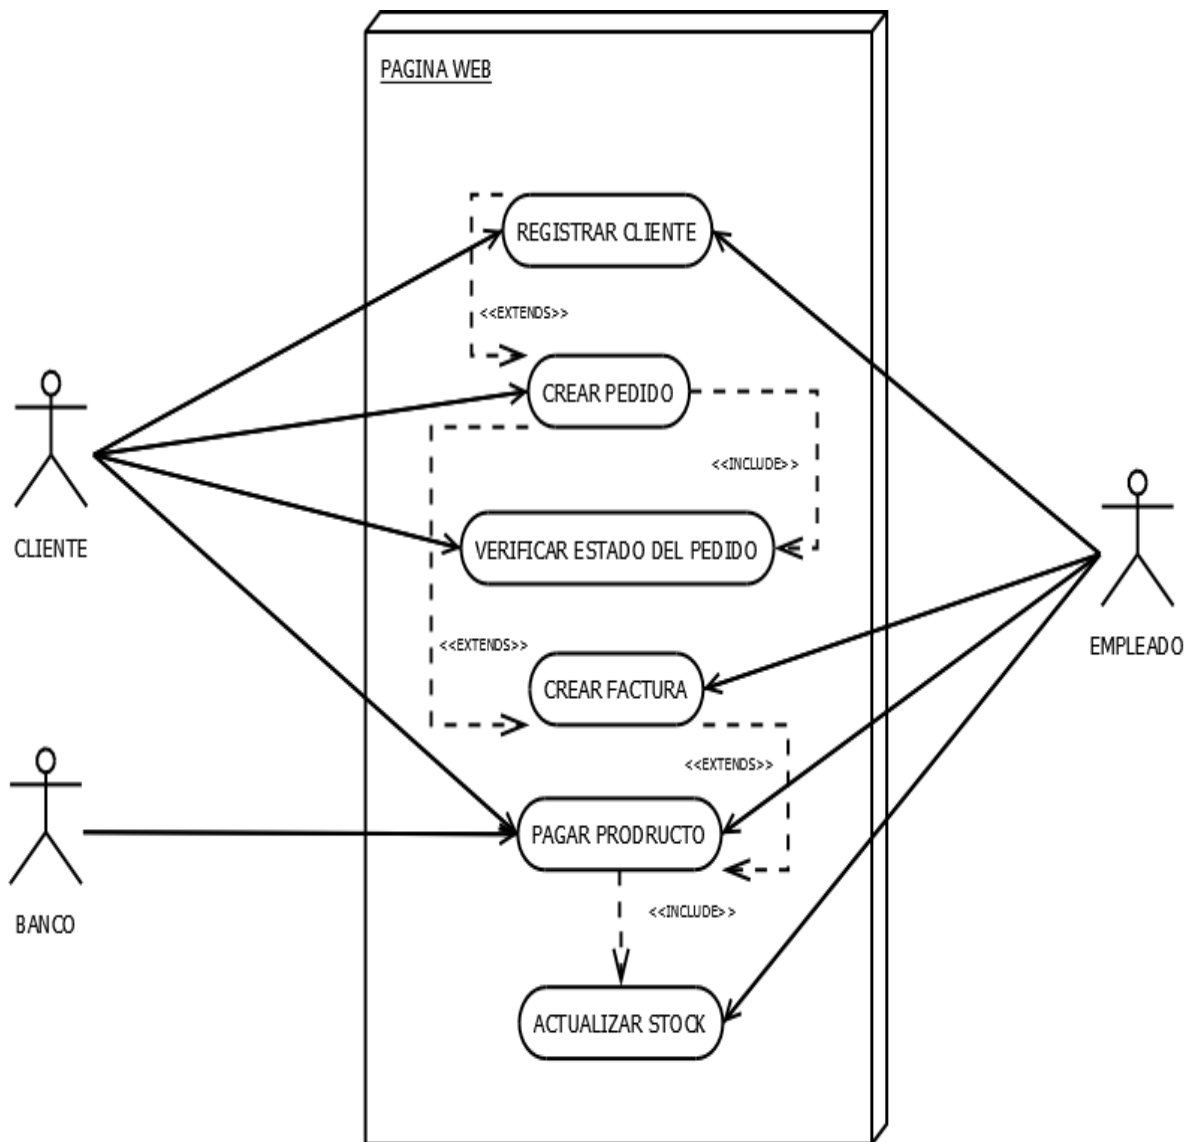 PAGINA WEB
REGISTRAR CLIENTE
<<EXTENDS>>
CREAR PEDIDO
<<INCLUDE>>
CLIENTE
VERIFICAR ESTADO DEL PEDIDO
<<EXTENDS>>
EMPLEADO
CREAR FACTURA
<<EXTENDS>>
PAGAR PRODRUCTO
<<INCLUDE>>
BANCO
ACTUALIZAR STOCK